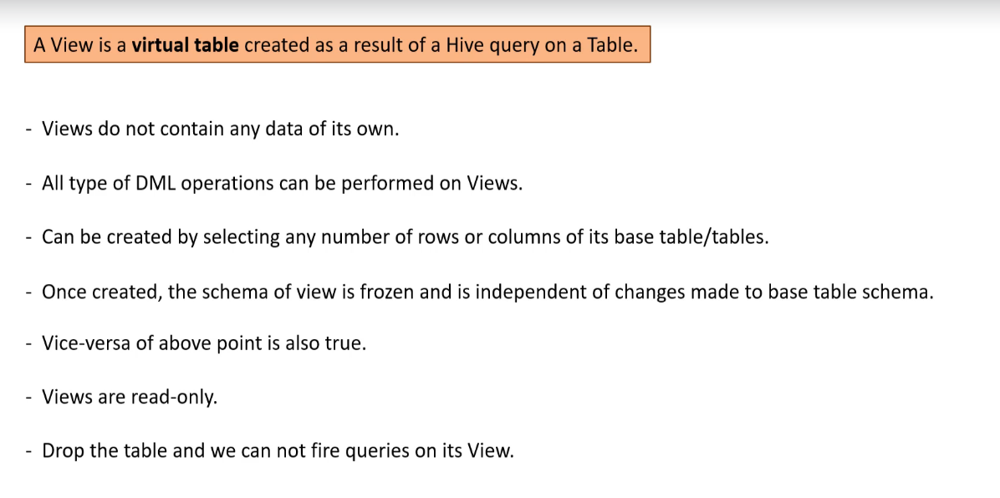 A View is a virtual table created as a result of a Hive query on a Table.
- Views do not contain any data of its own.
- All type of DML operations can be performed on Views.
- Can be created by selecting any number of rows or columns of its base table/tables.
- Once created, the schema of view is frozen and is independent of changes made to base table schema.
- Vice-versa of above point is also true.
- Views are read-only.
- Drop the table and we can not fire queries on its View.